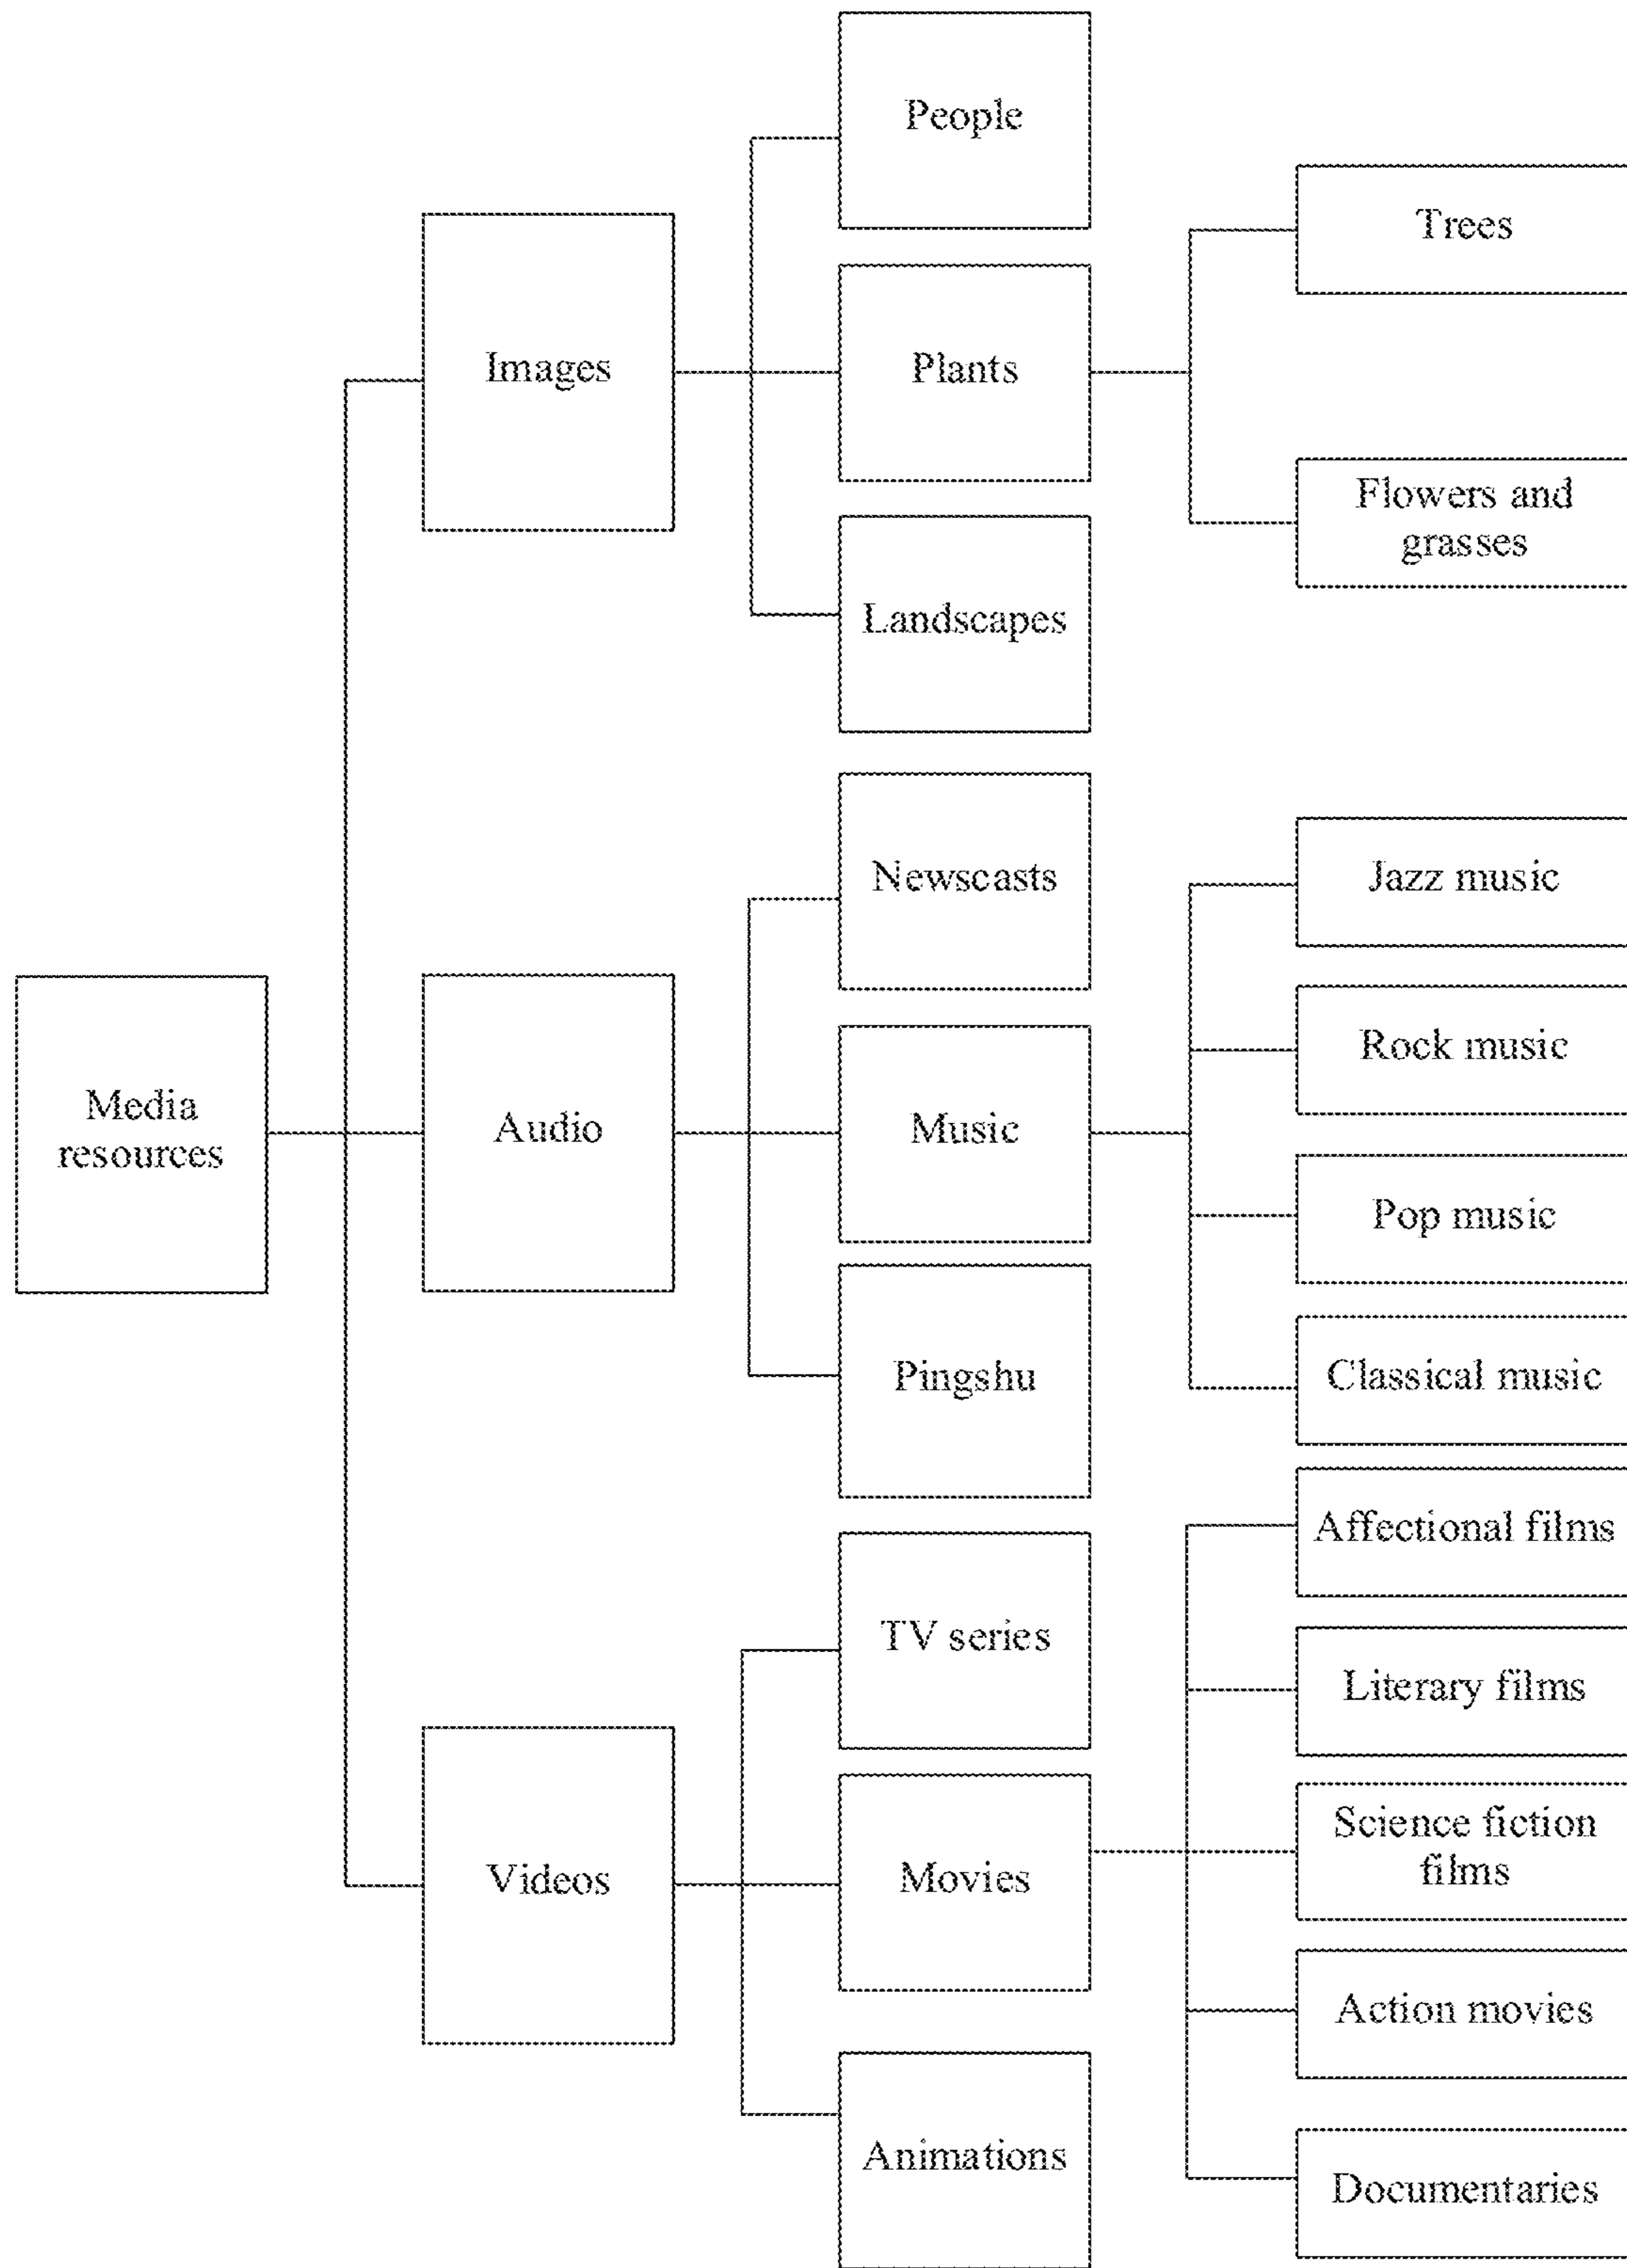 People
Trees
Images
Plants
Flowers and
grasses
Landscapes
Newscasts
Jazz music
Rock music
Media
resources
Audio
Music
Pop music
Pingshu
Classical music
Affectional films
TV series
Literary films
Science fiction
films
Videos
Movies
Action movies
Animations
Documentaries